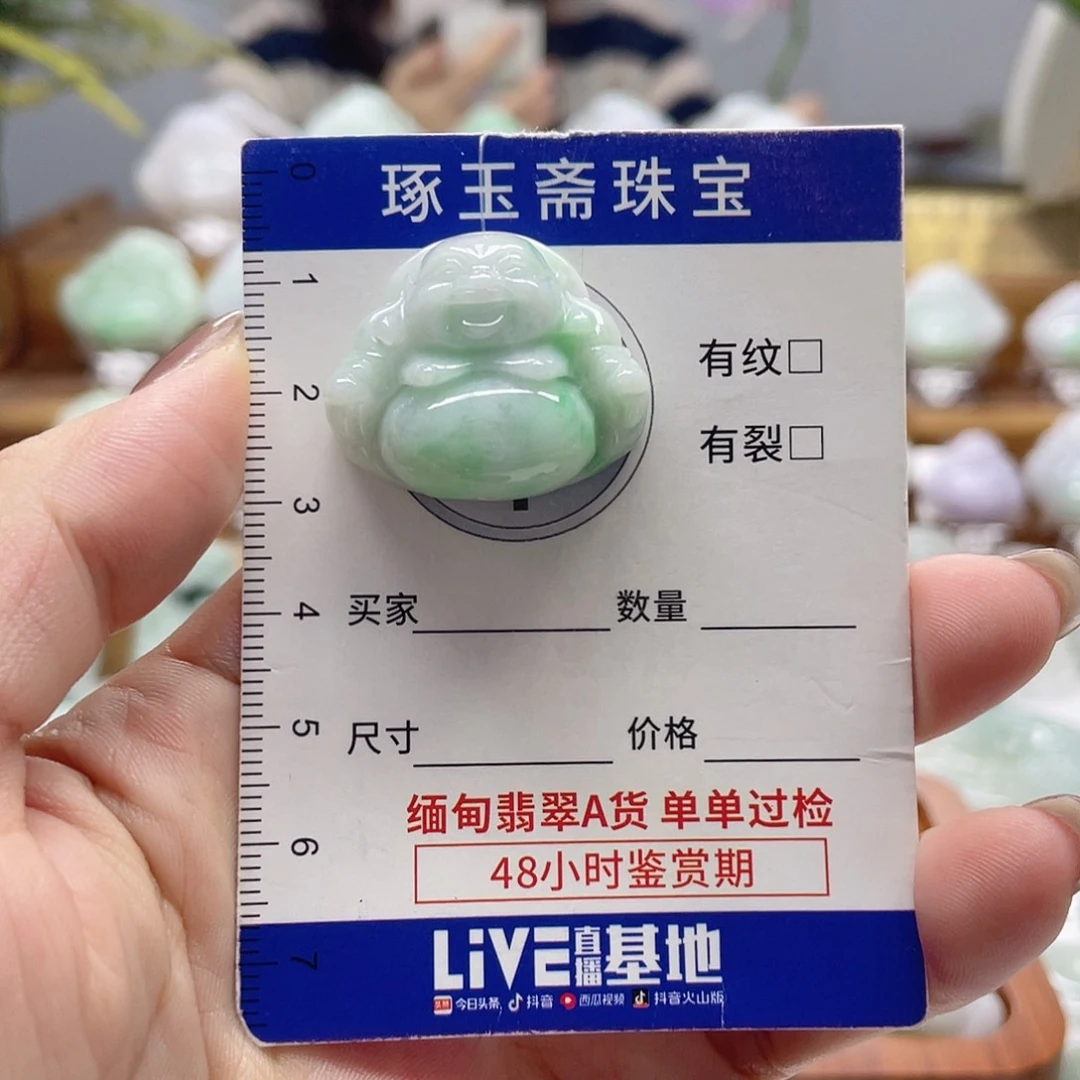 琢玉斋珠宝
0
1
2
3
4
5
6
7
有纹□
有裂□
买家 数量
尺寸 价格
缅甸翡翠A货 单单过检
48小时鉴赏期
LiVE直播基地
头条 今日头条 抖音 西瓜视频 抖音火山版